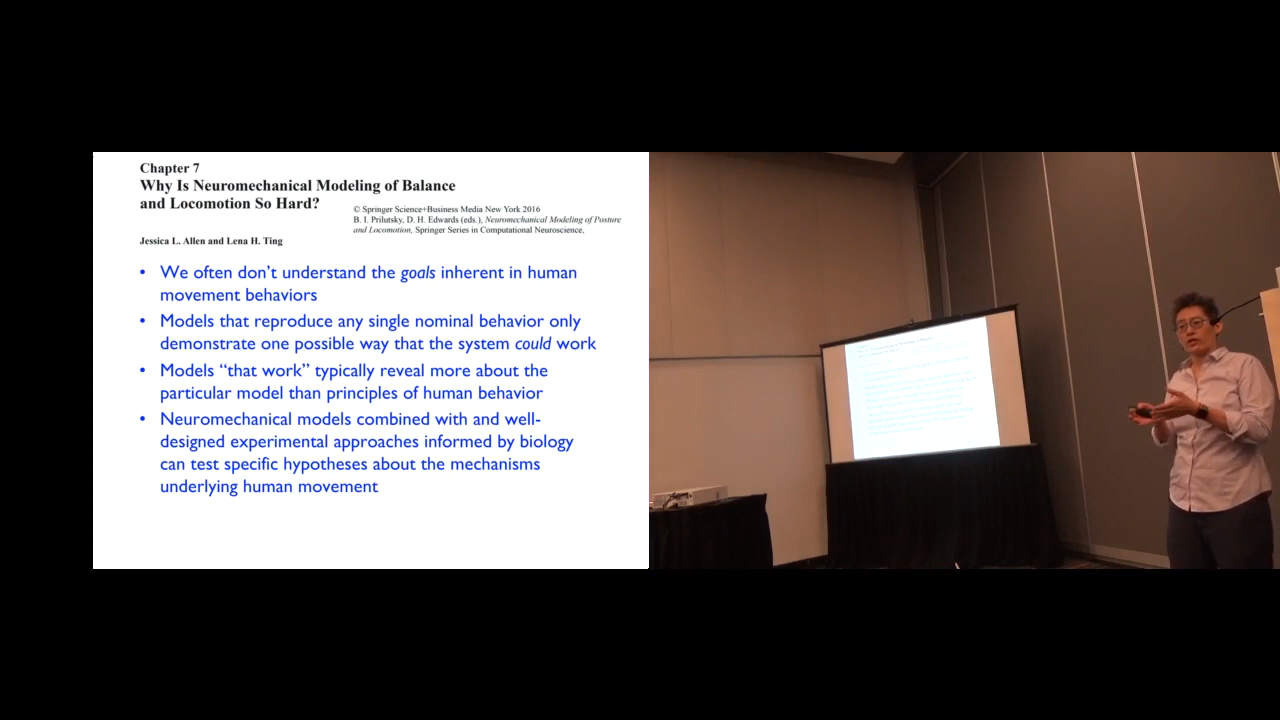 Chapter 7
Why Is Neuromechanical Modeling of Balance
and Locomotion So Hard?
© Springer Science+Business Media New York 2016
B. I. Prilutsky, D. H. Edwards (eds.), Neuromechanical Modeling of Posture
and Locomotion, Springer Series in Computational Neuroscience,
Jessica L. Allen and Lena H. Ting
• We often don’t understand the goals inherent in human
movement behaviors
• Models that reproduce any single nominal behavior only
demonstrate one possible way that the system could work
• Models “that work” typically reveal more about the
particular model than principles of human behavior
• Neuromechanical models combined with and well-
designed experimental approaches informed by biology
can test specific hypotheses about the mechanisms
underlying human movement